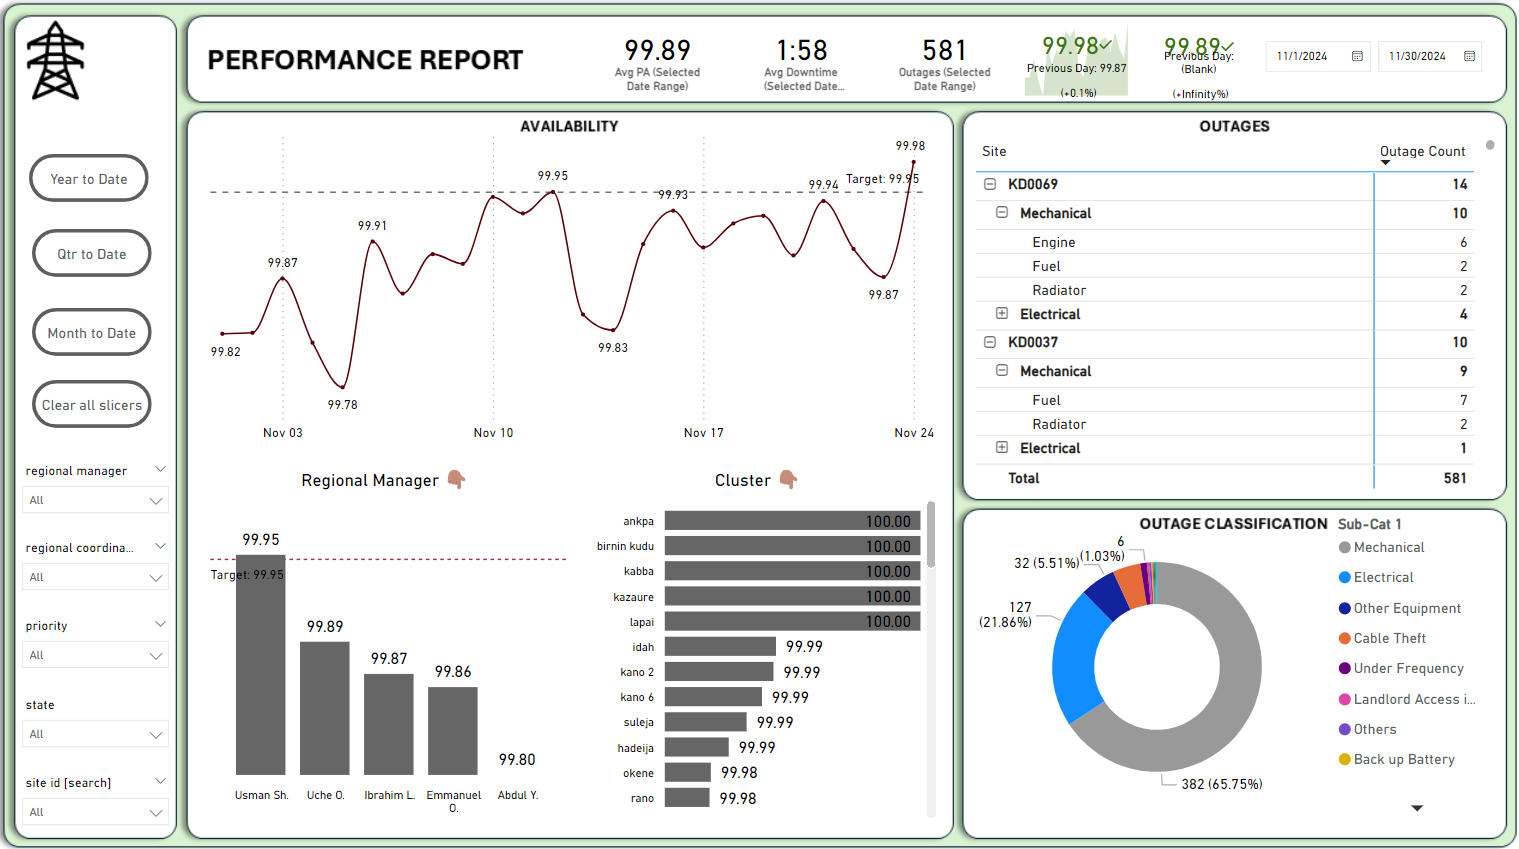 PERFORMANCE REPORT
99.89
Avg PA (Selected
Date Range)
1:58
Avg Downtime
(Selected Date...
581
Outages (Selected
Date Range)
99.98
Previous Day: 99.87
(+0.1%)
99.89
Previous Day:
(Blank)
(+Infinity%)
11/1/2024
11/30/2024
Year to Date
Qtr to Date
Month to Date
Clear all slicers
regional manager
All
regional coordina...
All
priority
All
state
All
site id [search]
All
AVAILABILITY
99.98
99.95
Target: 99.95
99.94
99.93
99.91
99.87
99.87
99.82
99.83
99.78
Nov 03
Nov 10
Nov 17
Nov 24
Regional Manager
99.95
Target: 99.95
99.89
99.87
99.86
99.80
Usman Sh.
Uche O.
Ibrahim L.
Emmanuel
O.
Abdul Y.
Cluster
ankpa 100.00
birnin kudu 100.00
kabba 100.00
kazaure 100.00
lapai 100.00
idah 99.99
kano 2 99.99
kano 6 99.99
suleja 99.99
hadeija 99.99
okene 99.98
rano 99.98
OUTAGES
Site Outage Count
KD0069 14
Mechanical 10
Engine 6
Fuel 2
Radiator 2
Electrical 4
KD0037 10
Mechanical 9
Fuel 7
Radiator 2
Electrical 1
Total 581
OUTAGE CLASSIFICATION
6
(1.03%)
32 (5.51%)
127
(21.86%)
382 (65.75%)
Sub-Cat 1
Mechanical
Electrical
Other Equipment
Cable Theft
Under Frequency
Landlord Access i...
Others
Back up Battery